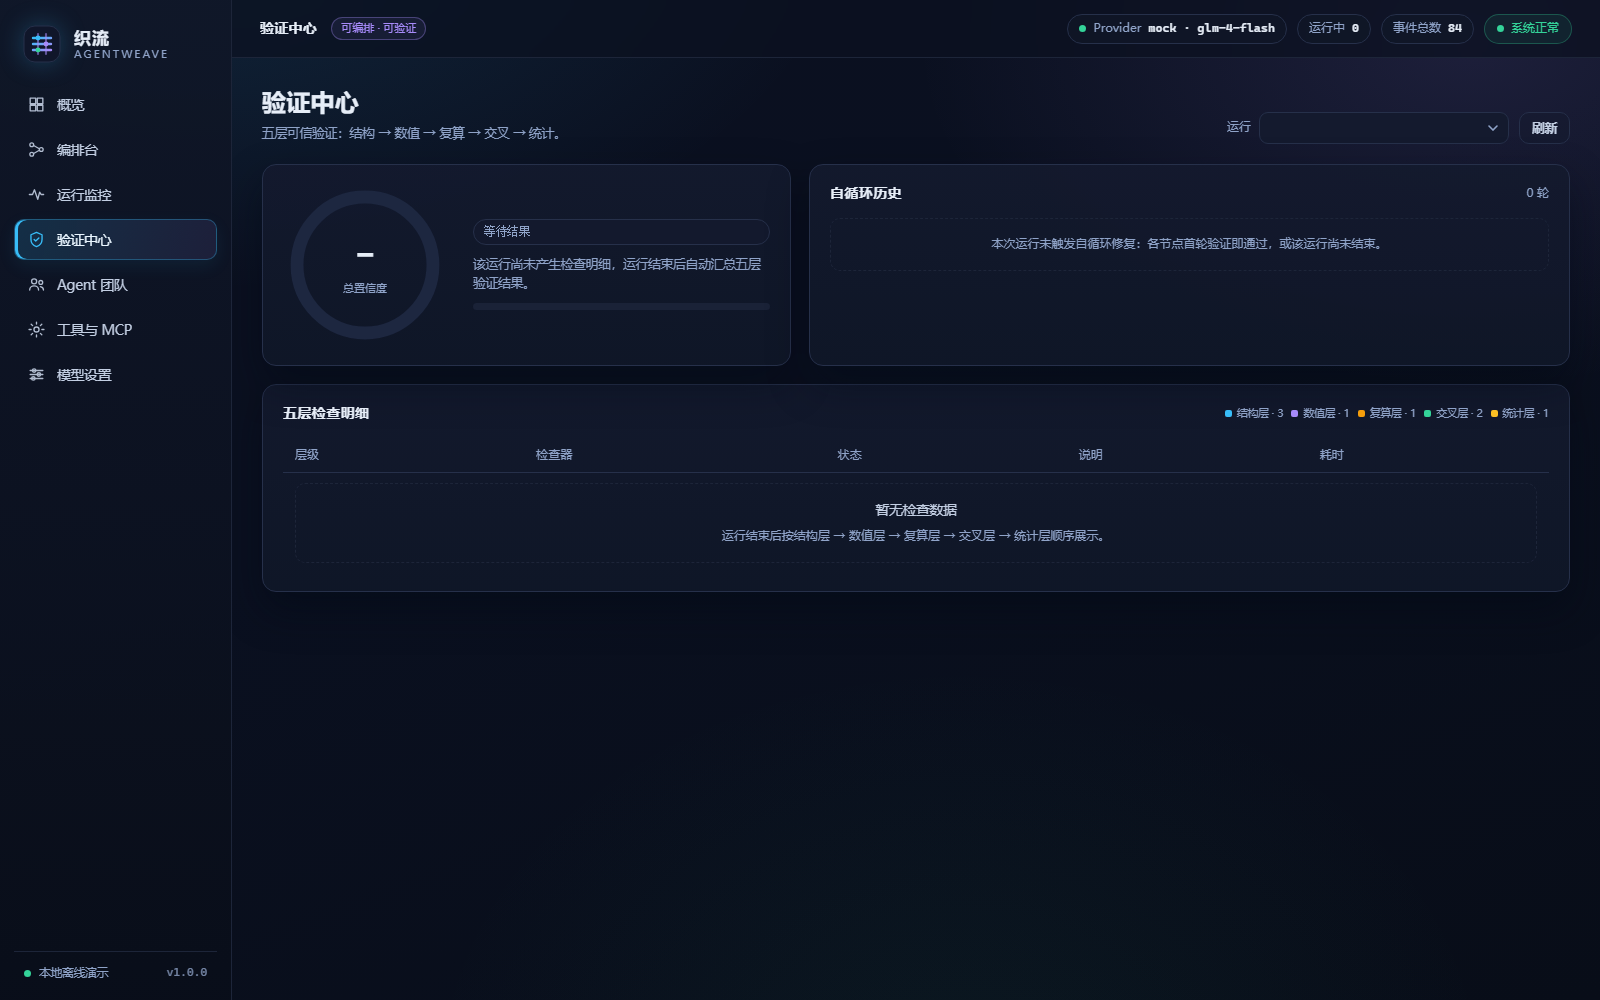 织流
AGENTWEAVE
概览
编排台
运行监控
验证中心
Agent 团队
工具与 MCP
模型设置
本地离线演示 v1.0.0
验证中心 可编排 · 可验证 Provider mock · glm-4-flash 运行中 0 事件总数 84 系统正常
验证中心
五层可信验证：结构 → 数值 → 复算 → 交叉 → 统计。
运行 刷新
–
总置信度
等待结果
该运行尚未产生检查明细，运行结束后自动汇总五层
验证结果。
自循环历史 0 轮
本次运行未触发自循环修复：各节点首轮验证即通过，或该运行尚未结束。
五层检查明细 结构层 · 3 数值层 · 1 复算层 · 1 交叉层 · 2 统计层 · 1
层级 检查器 状态 说明 耗时
暂无检查数据
运行结束后按结构层 → 数值层 → 复算层 → 交叉层 → 统计层顺序展示。